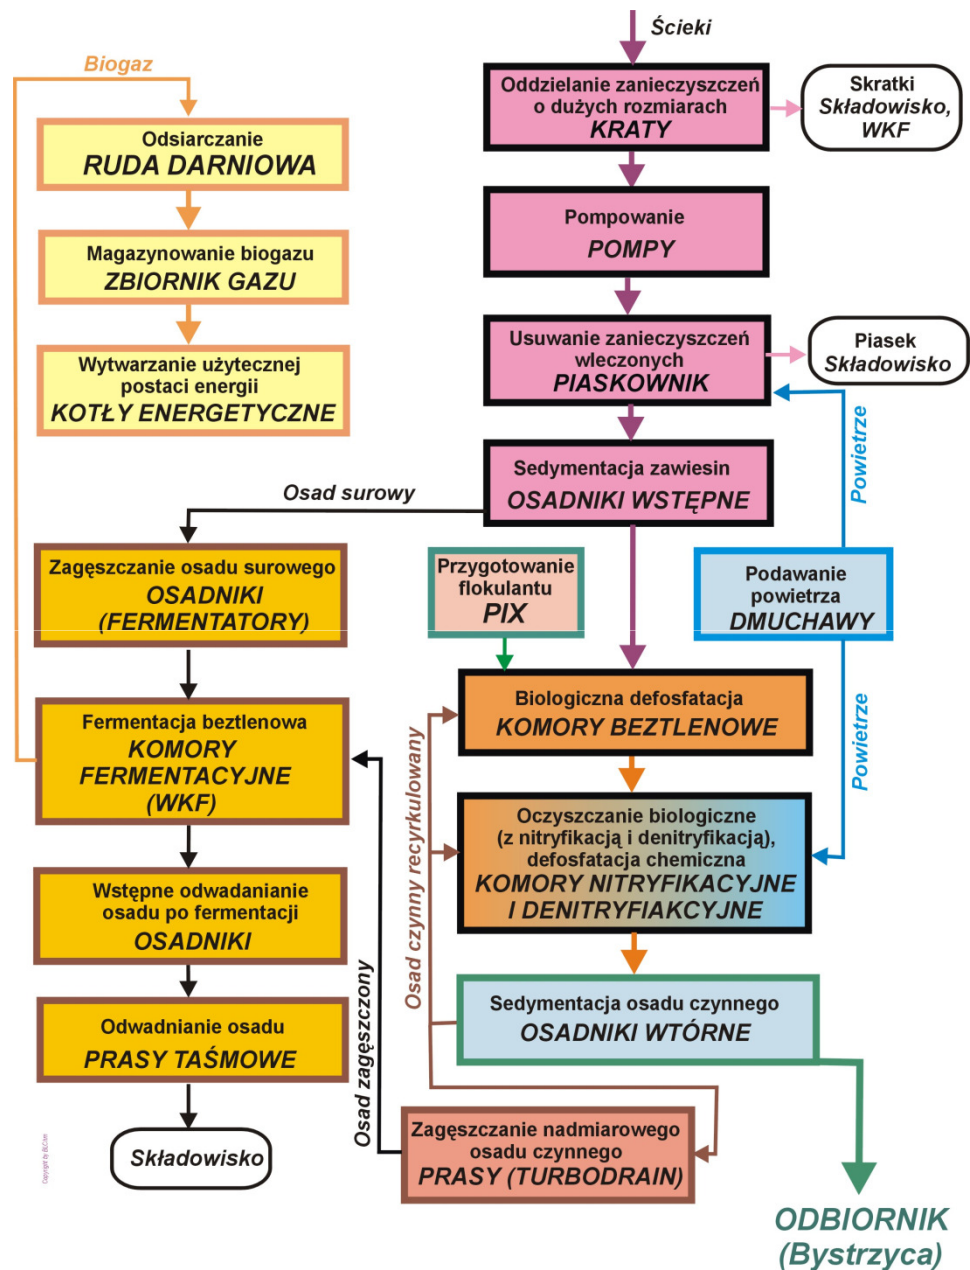 Ścieki
Biogaz
Oddzielanie zanieczyszczeń
o dużych rozmiarach
KRATY
Skratki
Składowisko,
WKF
Odsiarczanie
RUDA DARNIOWA
Pompowanie
POMPY
Magazynowanie biogazu
ZBIORNIK GAZU
Usuwanie zanieczyszczeń
wleczonych
PIASKOWNIK
Piasek
Składowisko
Wytwarzanie użytecznej
postaci energii
KOTŁY ENERGETYCZNE
Powietrze
Sedymentacja zawiesin
OSADNIKI WSTĘPNE
Osad surowy
Zagęszczanie osadu surowego
OSADNIKI
(FERMENTATORY)
Przygotowanie
flokulantu
PIX
Podawanie
powietrza
DMUCHAWY
Biologiczna defosfatacja
KOMORY BEZTLENOWE
Powietrze
Fermentacja beztlenowa
KOMORY
FERMENTACYJNE
(WKF)
Osad czynny recyrkulowany
Oczyszczanie biologiczne
(z nitryfikacją i denitryfikacją),
defosfatacja chemiczna
KOMORY NITRYFIKACYJNE
I DENITRYFIAKCYJNE
Wstępne odwadanianie
osadu po fermentacji
OSADNIKI
Osad zagęszczony
Sedymentacja osadu czynnego
OSADNIKI WTÓRNE
Odwadnianie osadu
PRASY TAŚMOWE
Zagęszczanie nadmiarowego
osadu czynnego
PRASY (TURBODRAIN)
Składowisko
Copyright by
ODBIORNIK
(Bystrzyca)